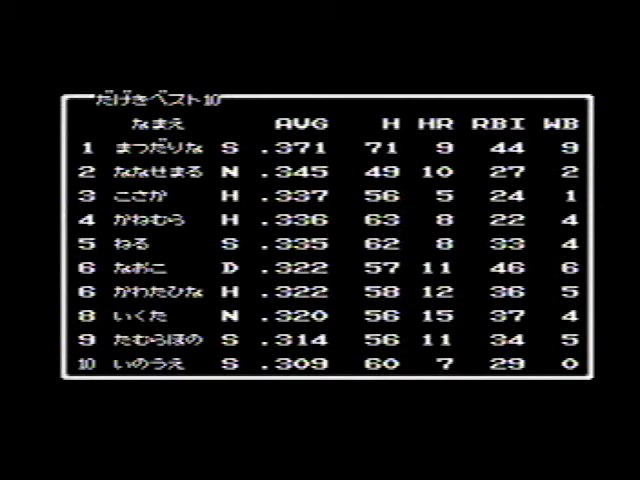 だげきベスト10
なまえ AVG H HR RBI WB
1 まつだりな S .371 71 9 44 9
2 ななせまる N .345 49 10 27 2
3 こさか H .337 56 5 24 1
4 かねむら H .336 63 8 22 4
5 ねる S .335 62 8 33 4
6 なおこ D .322 57 11 46 6
6 かわたひな H .322 58 12 36 5
8 いくた N .320 56 15 37 4
9 たむらほの S .314 56 11 34 5
10 いのうえ S .309 60 7 29 0